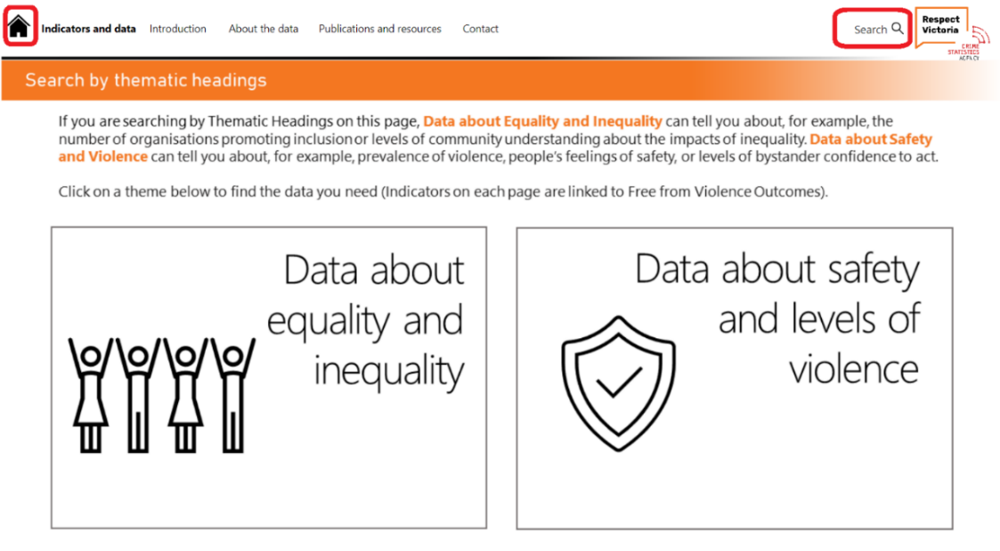 Indicators and data Introduction About the data Publications and resources Contact Search
Respect
Victoria
CRIME
STATISTICS
AGENCY
Search by thematic headings
If you are searching by Thematic Headings on this page, Data about Equality and Inequality can tell you about, for example, the
number of organisations promoting inclusion or levels of community understanding about the impacts of inequality. Data about Safety
and Violence can tell you about, for example, prevalence of violence, people's feelings of safety, or levels of bystander confidence to act.
Click on a theme below to find the data you need (Indicators on each page are linked to Free from Violence Outcomes).
Data about
equality and
inequality
Data about safety
and levels of
violence